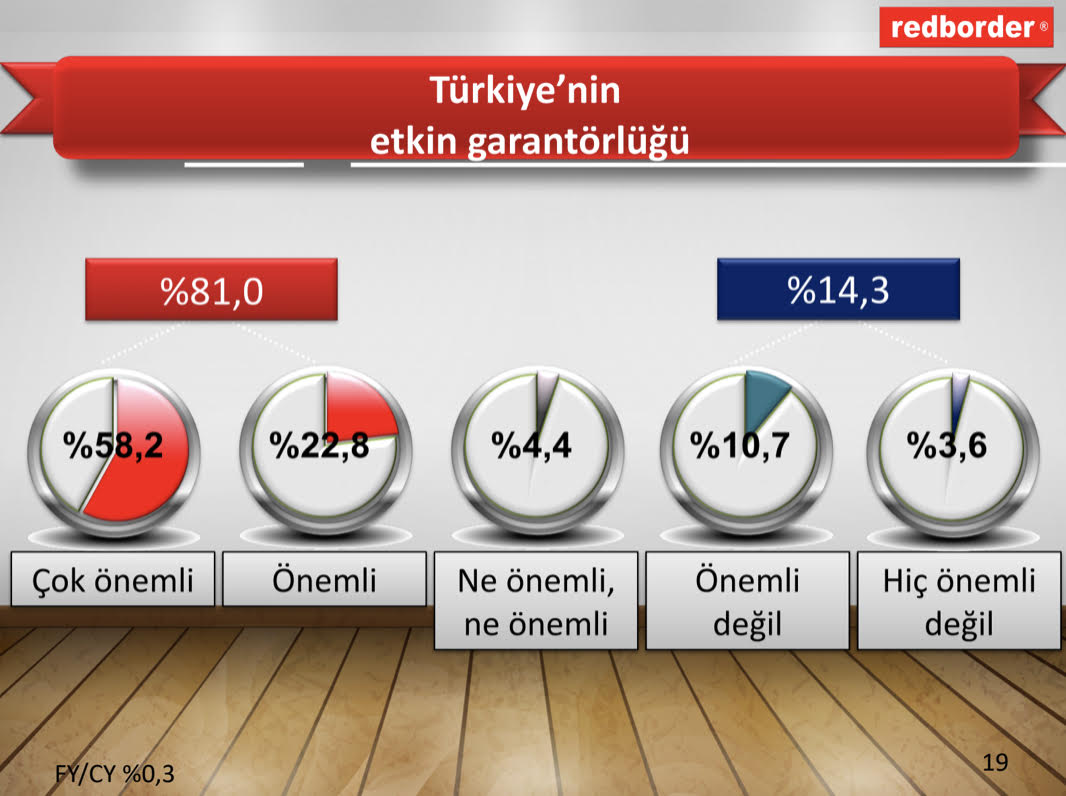 redborder®
Türkiye’nin
etkin garantörlüğü
%81,0
%14,3
%58,2
%22,8
%4,4
%10,7
%3,6
Çok önemli
Önemli
Ne önemli,
ne önemli
Önemli
değil
Hiç önemli
değil
FY/CY %0,3
19